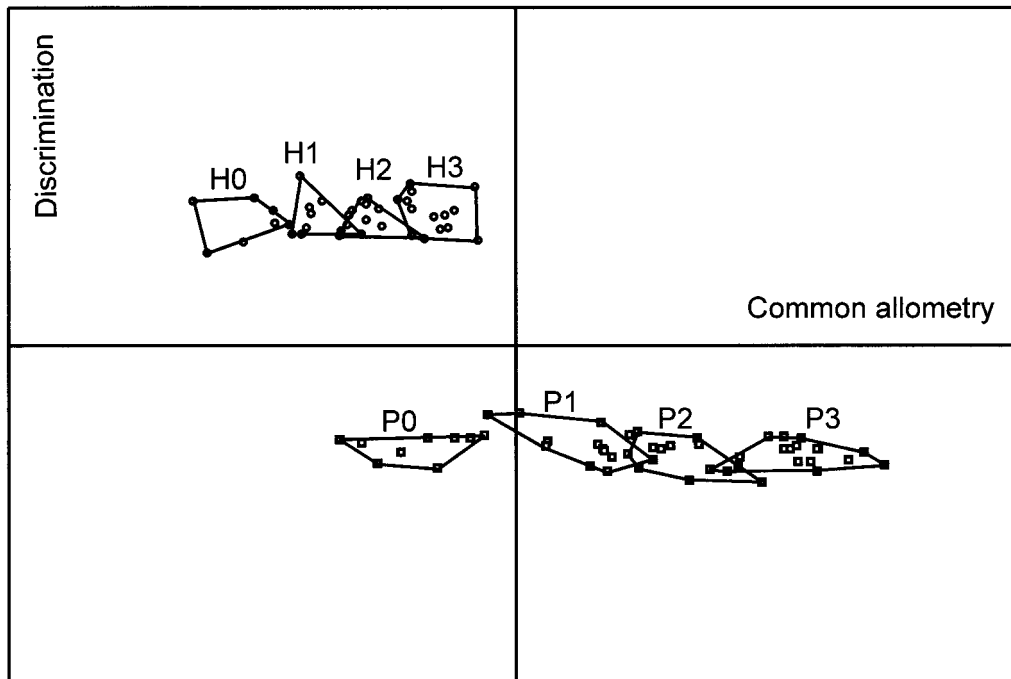 Discrimination
H0
H1
H2
H3
Common allometry
P0
P1
P2
P3